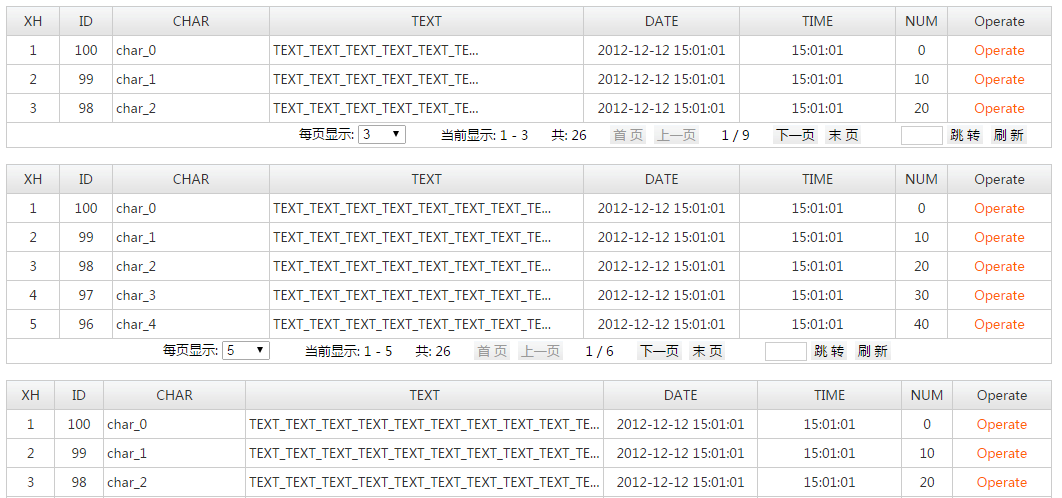 XH ID CHAR TEXT DATE TIME NUM Operate
1 100 char_0 TEXT_TEXT_TEXT_TEXT_TEXT_TE... 2012-12-12 15:01:01 15:01:01 0 Operate
2 99 char_1 TEXT_TEXT_TEXT_TEXT_TEXT_TE... 2012-12-12 15:01:01 15:01:01 10 Operate
3 98 char_2 TEXT_TEXT_TEXT_TEXT_TEXT_TE... 2012-12-12 15:01:01 15:01:01 20 Operate
每页显示: 3 当前显示: 1 - 3 共: 26 首 页 上一页 1 / 9 下一页 末 页 跳 转 刷 新
XH ID CHAR TEXT DATE TIME NUM Operate
1 100 char_0 TEXT_TEXT_TEXT_TEXT_TEXT_TEXT_TEXT_TE... 2012-12-12 15:01:01 15:01:01 0 Operate
2 99 char_1 TEXT_TEXT_TEXT_TEXT_TEXT_TEXT_TEXT_TE... 2012-12-12 15:01:01 15:01:01 10 Operate
3 98 char_2 TEXT_TEXT_TEXT_TEXT_TEXT_TEXT_TEXT_TE... 2012-12-12 15:01:01 15:01:01 20 Operate
4 97 char_3 TEXT_TEXT_TEXT_TEXT_TEXT_TEXT_TEXT_TE... 2012-12-12 15:01:01 15:01:01 30 Operate
5 96 char_4 TEXT_TEXT_TEXT_TEXT_TEXT_TEXT_TEXT_TE... 2012-12-12 15:01:01 15:01:01 40 Operate
每页显示: 5 当前显示: 1 - 5 共: 26 首 页 上一页 1 / 6 下一页 末 页 跳 转 刷 新
XH ID CHAR TEXT DATE TIME NUM Operate
1 100 char_0 TEXT_TEXT_TEXT_TEXT_TEXT_TEXT_TEXT_TEXT_TEXT_TE... 2012-12-12 15:01:01 15:01:01 0 Operate
2 99 char_1 TEXT_TEXT_TEXT_TEXT_TEXT_TEXT_TEXT_TEXT_TEXT_TE... 2012-12-12 15:01:01 15:01:01 10 Operate
3 98 char_2 TEXT_TEXT_TEXT_TEXT_TEXT_TEXT_TEXT_TEXT_TEXT_TE... 2012-12-12 15:01:01 15:01:01 20 Operate